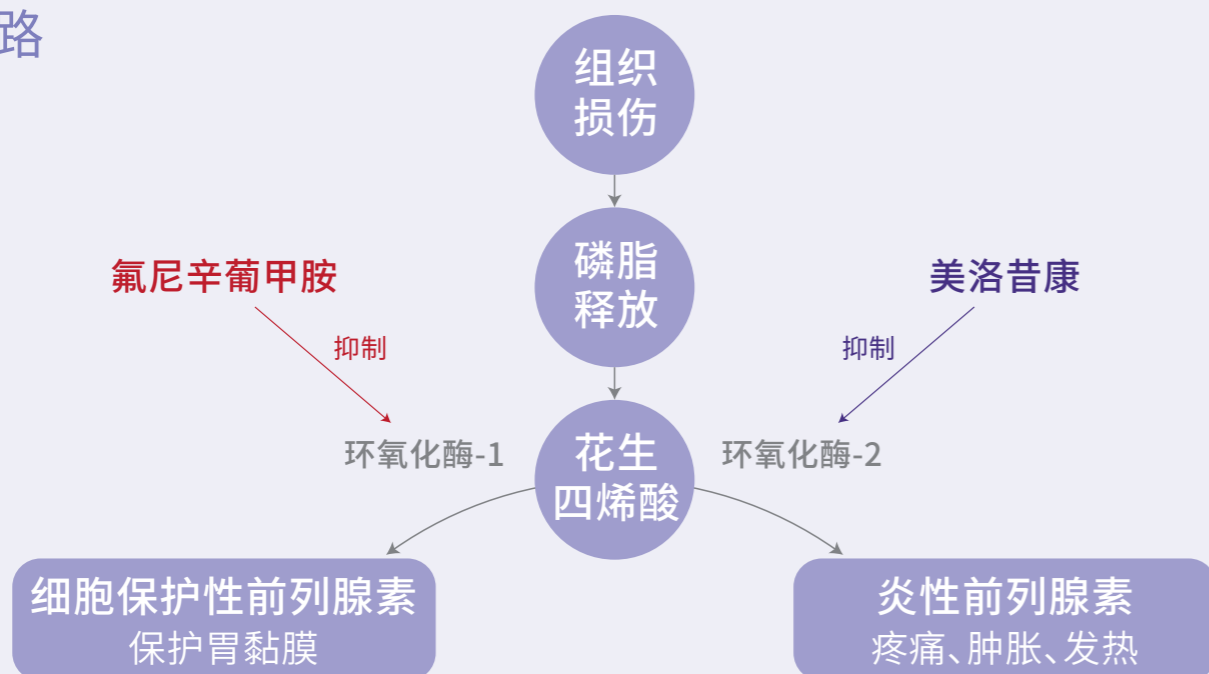 路
组织
损伤
磷脂
释放
氟尼辛葡甲胺
美洛昔康
抑制
抑制
环氧化酶-1
花生
四烯酸
环氧化酶-2
细胞保护性前列腺素
保护胃黏膜
炎性前列腺素
疼痛、肿胀、发热